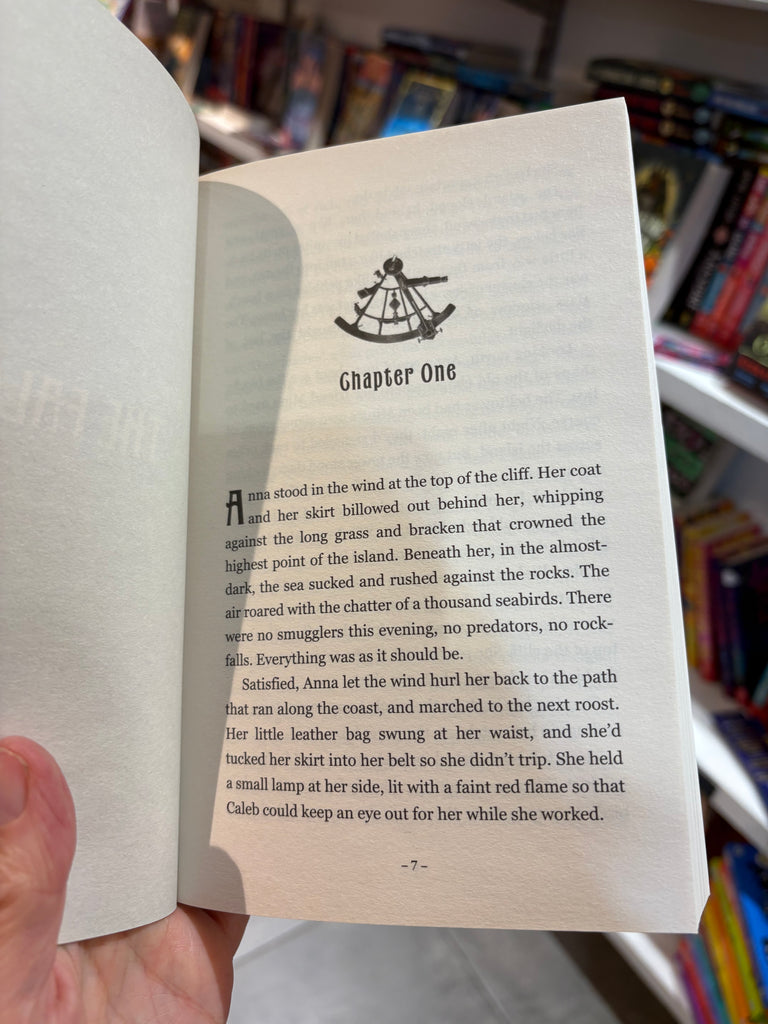 Chapter One
Anna stood in the wind at the top of the cliff. Her coat
and her skirt billowed out behind her, whipping
against the long grass and bracken that crowned the
highest point of the island. Beneath her, in the almost-
dark, the sea sucked and rushed against the rocks. The
air roared with the chatter of a thousand seabirds. There
were no smugglers this evening, no predators, no rock-
falls. Everything was as it should be.
Satisfied, Anna let the wind hurl her back to the path
that ran along the coast, and marched to the next roost.
Her little leather bag swung at her waist, and she’d
tucked her skirt into her belt so she didn’t trip. She held
a small lamp at her side, lit with a faint red flame so that
Caleb could keep an eye out for her while she worked.
– 7 –